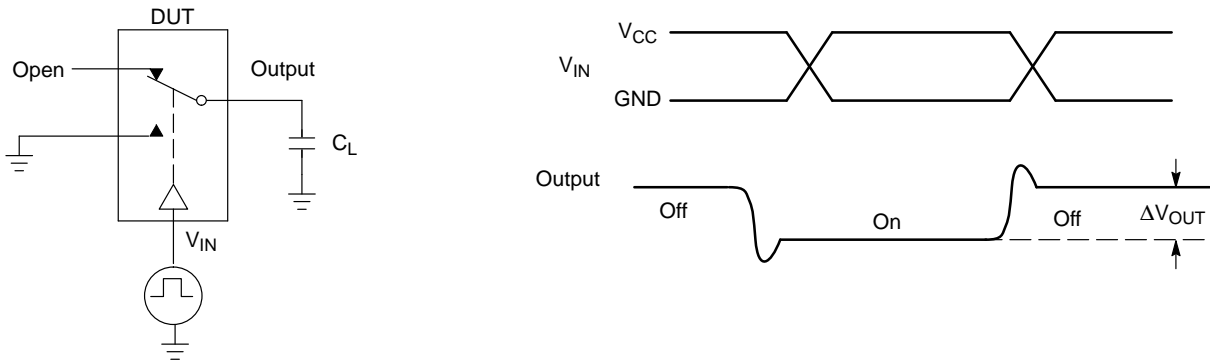 DUT
Open
Output
C_L
V_IN
V_CC
V_IN
GND
Output
Off
On
Off
ΔV_OUT